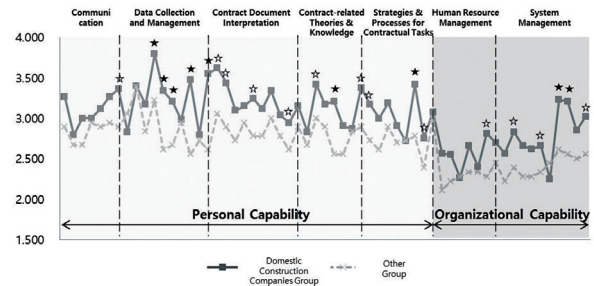 Communi
cation
Data Collection
and Management
Contract Document
Interpretation
Contract-related
Theories &
Knowledge
Strategies &
Processes for
Contractual Tasks
Human Resource
Management
System
Management
4.000
3.500
3.000
2.500
2.000
1.500
Personal Capability
Organizational Capability
Domestic
Construction
Companies Group
Other
Group